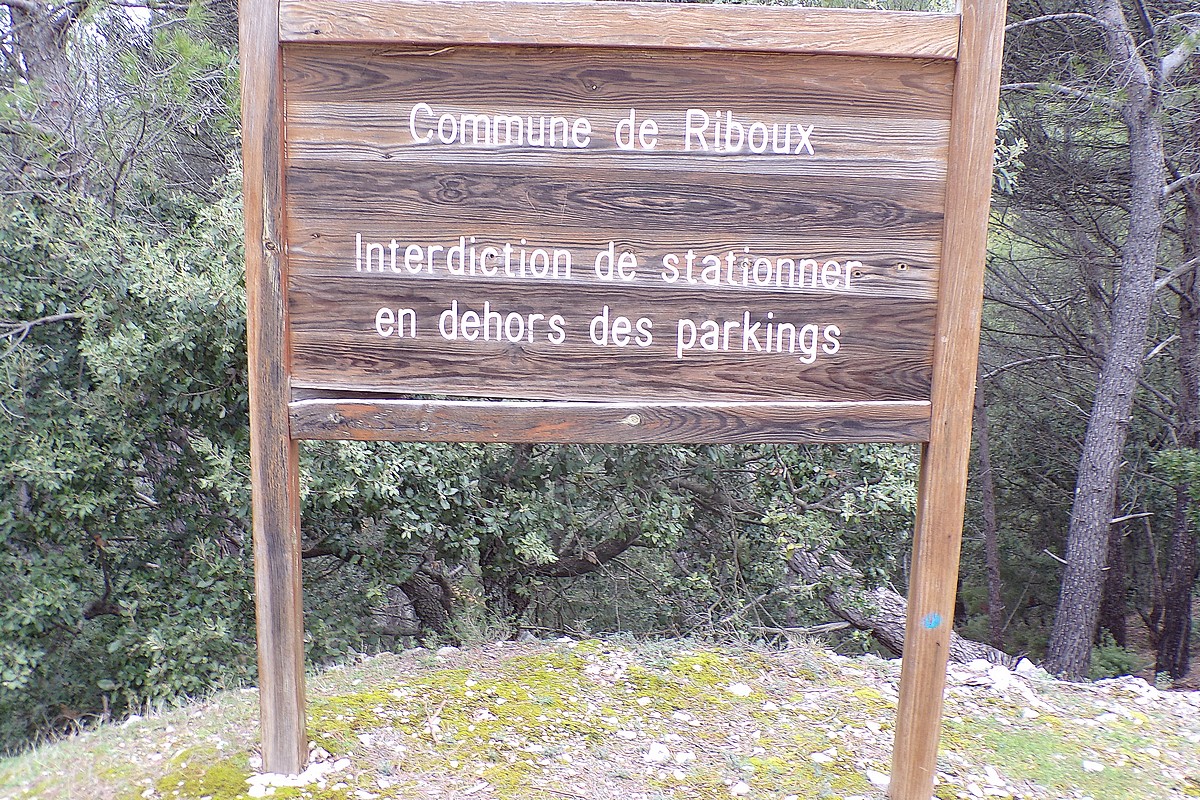 Commune de Riboux
Interdiction de stationner
en dehors des parkings